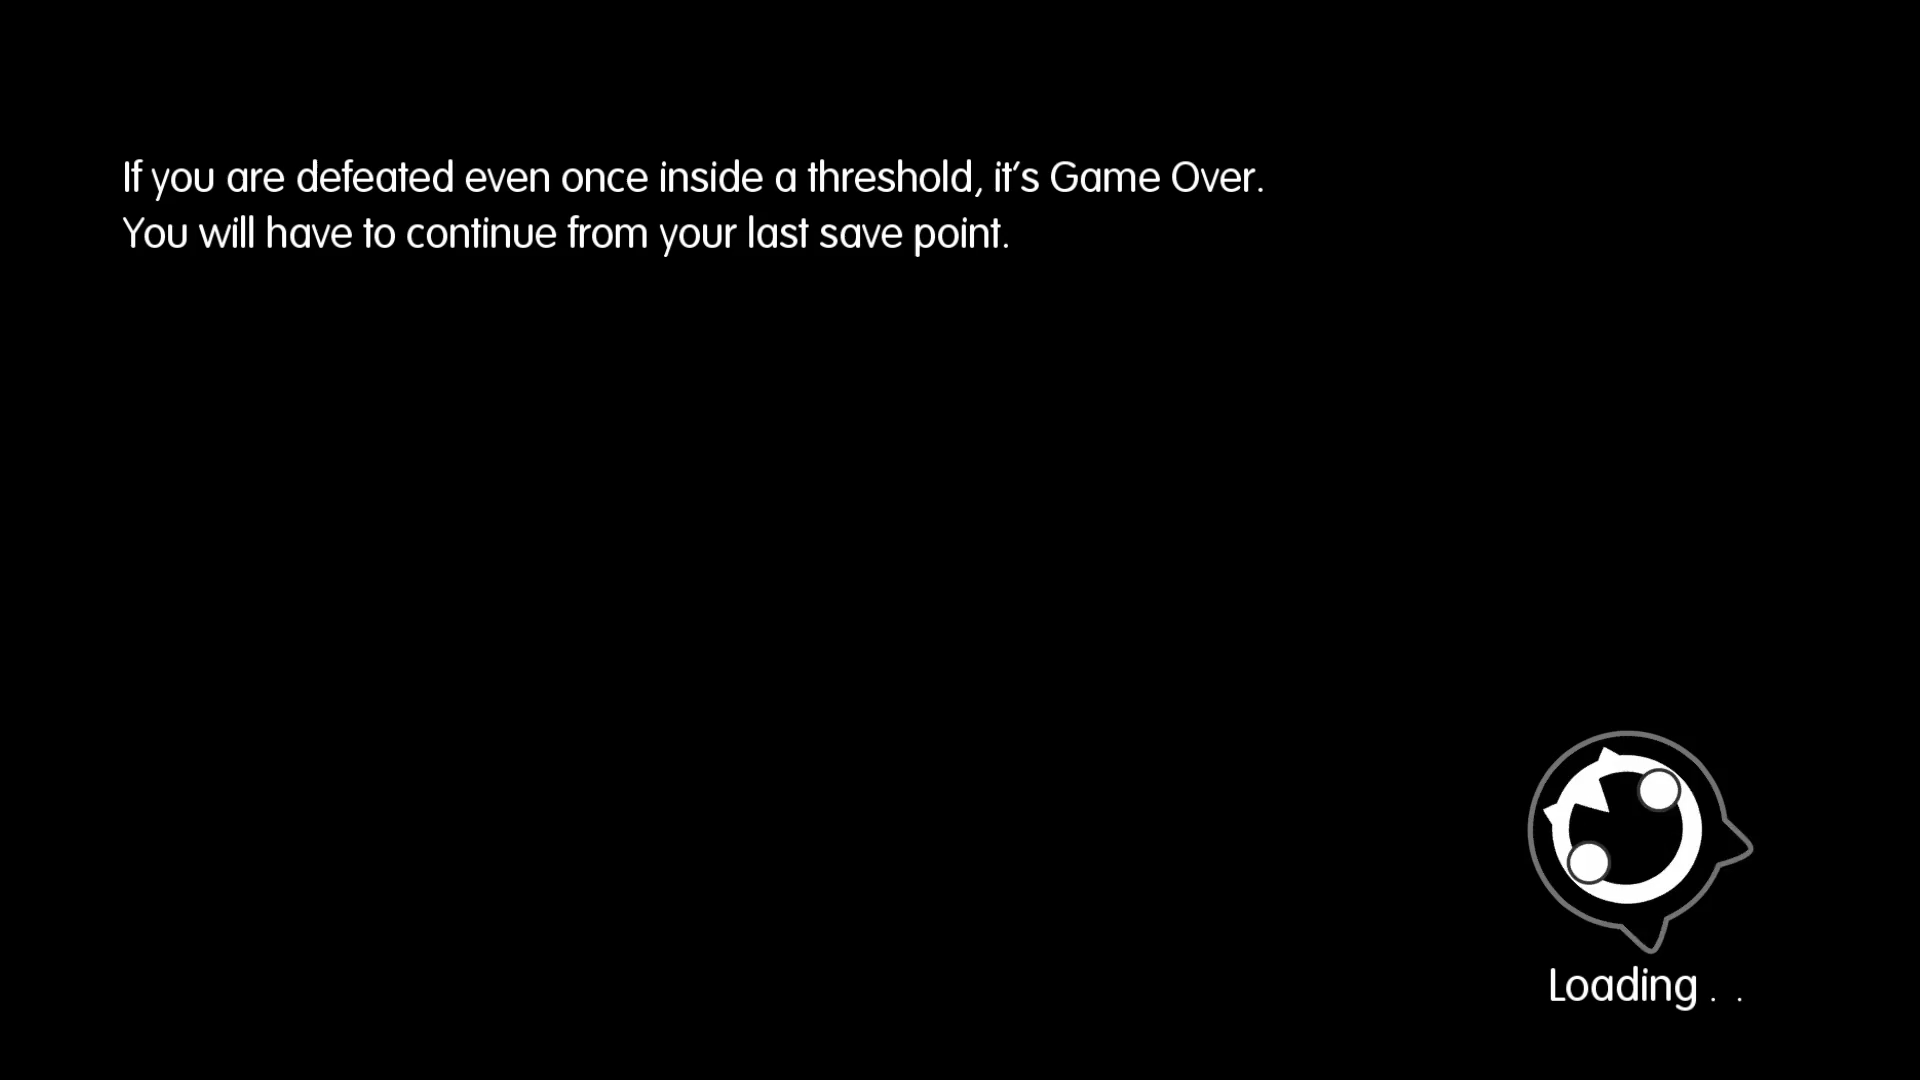 If you are defeated even once inside a threshold, it's Game Over.
You will have to continue from your last save point.
Loading . .